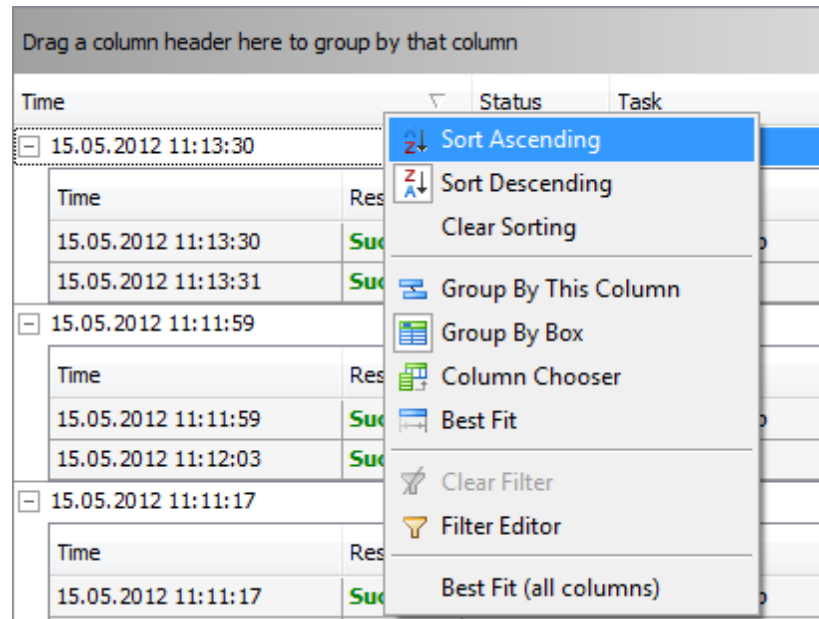 Drag a column header here to group by that column
Time Status Task
15.05.2012 11:13:30
Sort Ascending
Sort Descending
Time
Clear Sorting
15.05.2012 11:13:30
15.05.2012 11:13:31
Group By This Column
15.05.2012 11:11:59
Group By Box
Time
Column Chooser
15.05.2012 11:11:59
Best Fit
15.05.2012 11:12:03
Clear Filter
15.05.2012 11:11:17
Filter Editor
Time
15.05.2012 11:11:17
Best Fit (all columns)